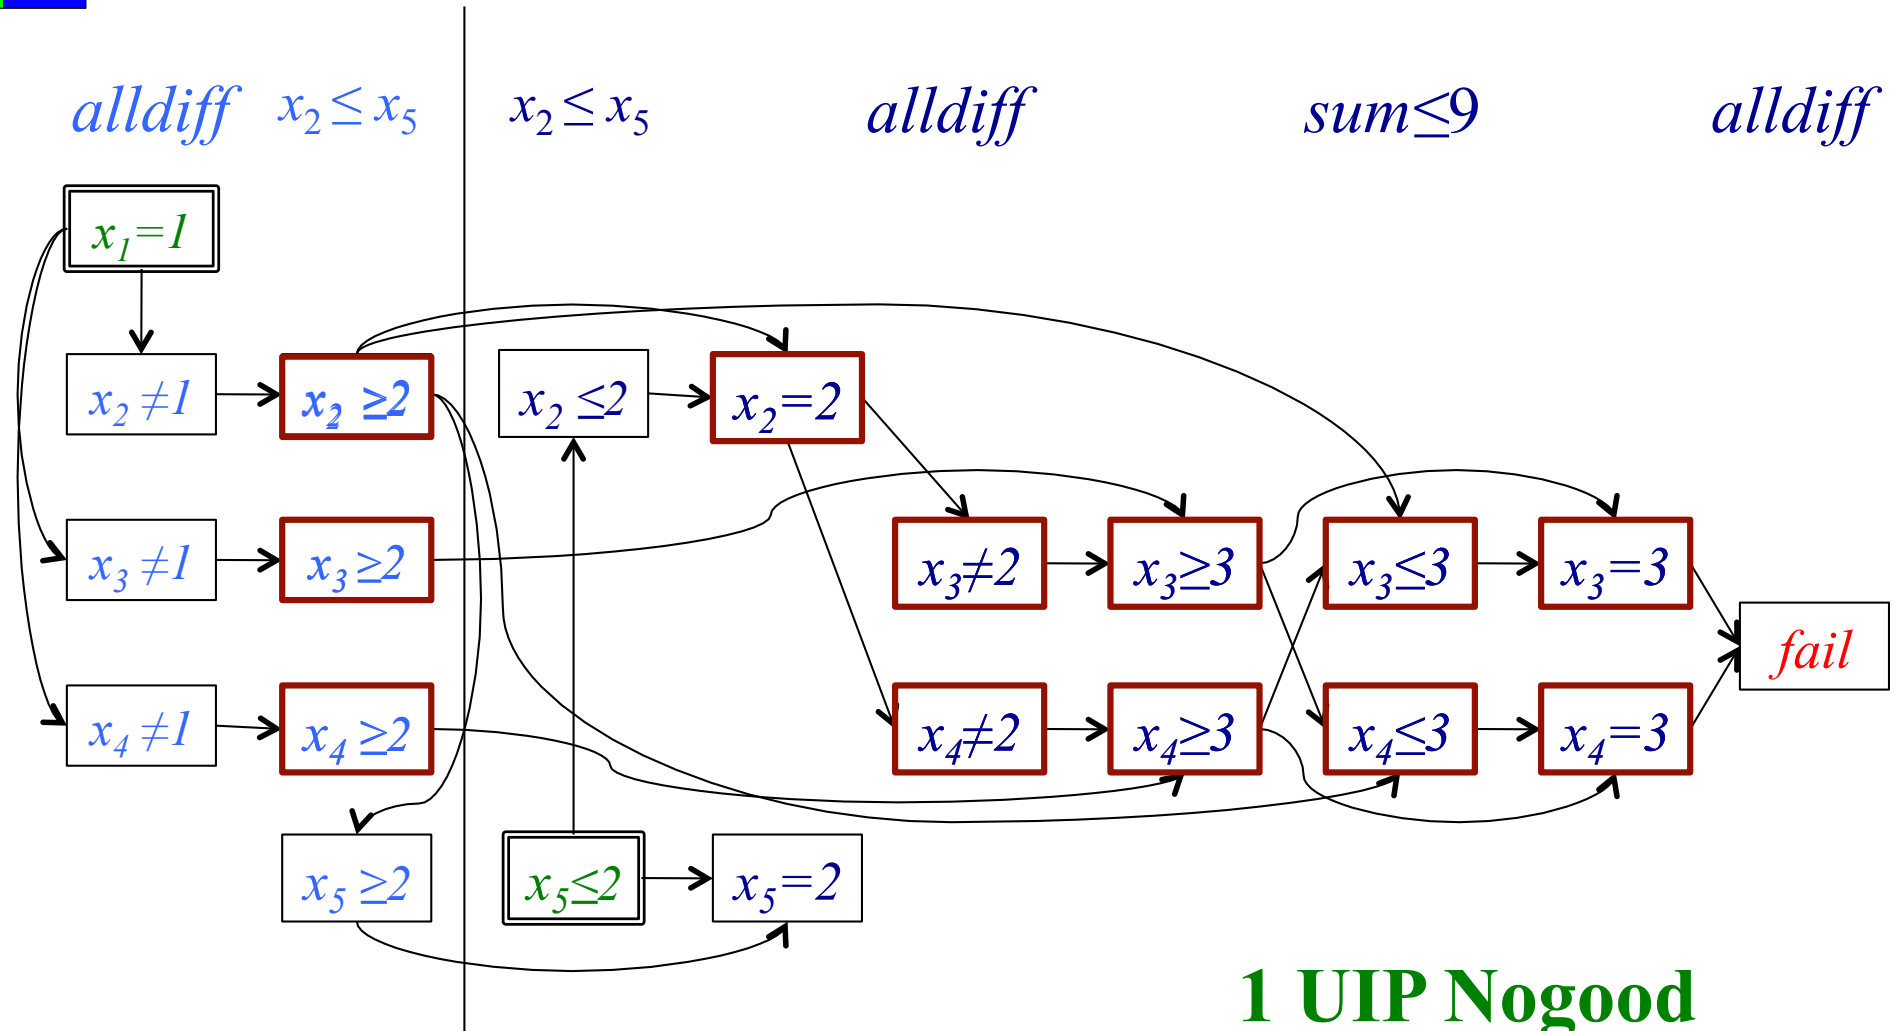 alldiff x₂ ≤ x₅ x₂ ≤ x₅ alldiff sum≤9 alldiff
x₁=1
x₂ ≠1 x₂ ≥2 x₂ ≤2 x₂=2
x₃ ≠1 x₃ ≥2 x₃≠2 x₃≥3 x₃≤3 x₃=3
fail
x₄ ≠1 x₄ ≥2 x₄≠2 x₄≥3 x₄≤3 x₄=3
x₅ ≥2 x₅≤2 x₅=2
1 UIP Nogood